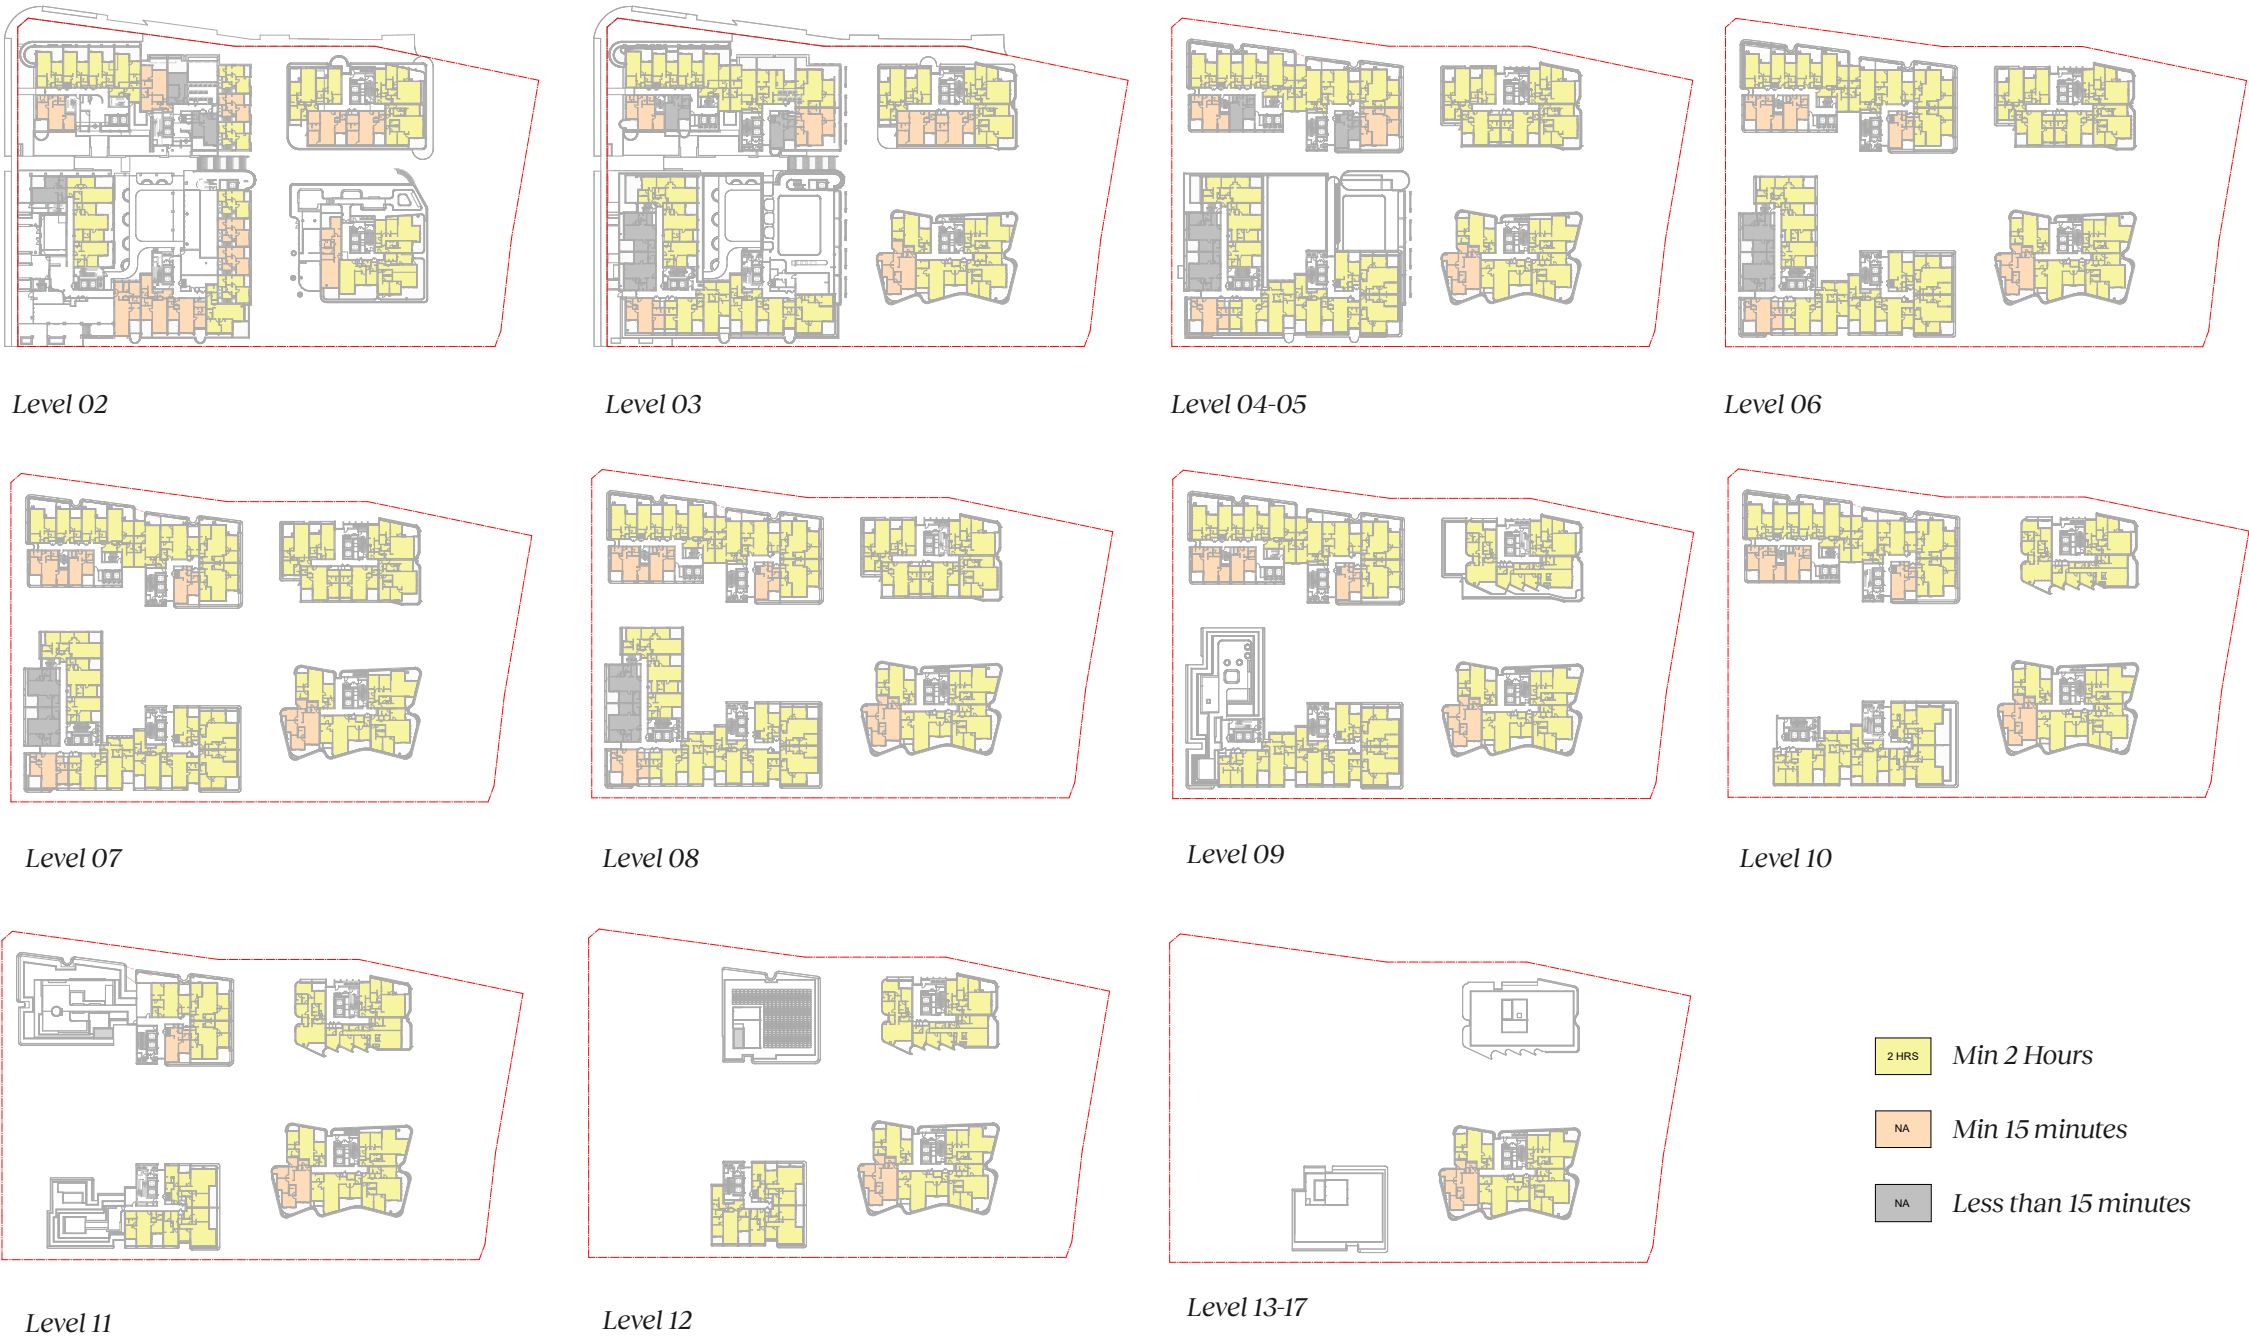 Level 02
Level 03
Level 04-05
Level 06
Level 07
Level 08
Level 09
Level 10
2 HRS Min 2 Hours
NA Min 15 minutes
NA Less than 15 minutes
Level 11
Level 12
Level 13-17